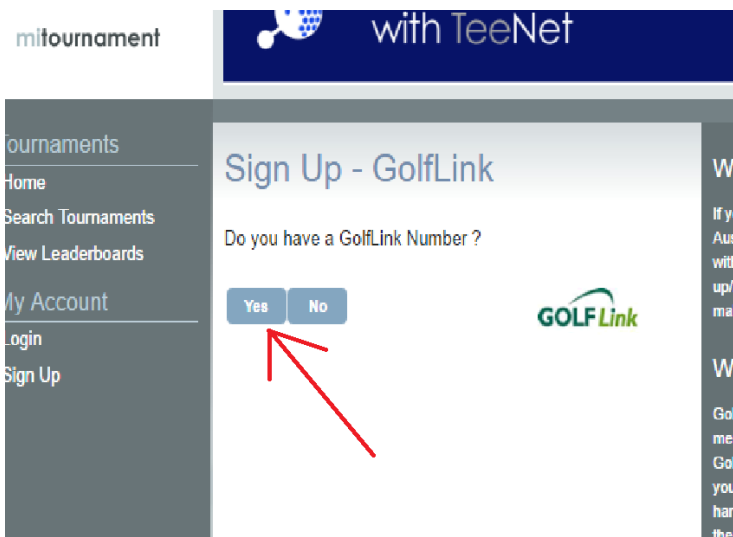 mitournament
with TeeNet
Tournaments
Home
Search Tournaments
View Leaderboards
My Account
Login
Sign Up
Sign Up - GolfLink
Do you have a GolfLink Number ?
Yes No
GOLF Link
If